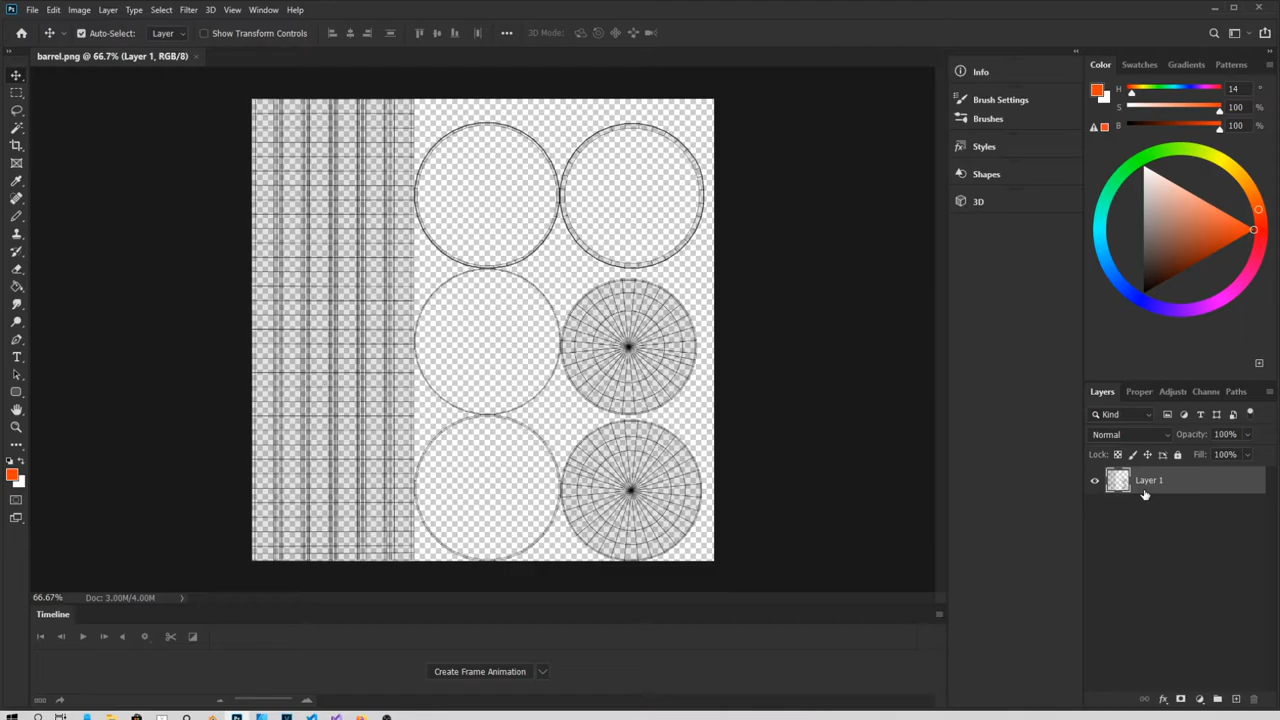 Ps File Edit Image Layer Type Select Filter 3D View Window Help
Auto-Select: Layer Show Transform Controls 3D Mode:
barrel.png @ 66.7% (Layer 1, RGB/8) ×
Info
Brush Settings
Brushes
Styles
Shapes
3D
Color Swatches Gradients Patterns
H 14 °
S 100 %
B 100 %
Layers Proper Adjust Chann Paths
Kind
Normal Opacity: 100%
Lock: Fill: 100%
Layer 1
66.67% Doc: 3.00M/4.00M
Timeline
Create Frame Animation